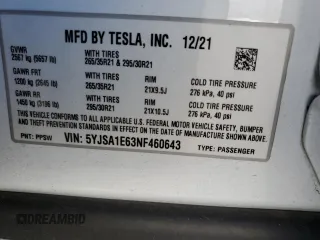 MFD BY TESLA, INC. 12/21
GVWR
2567 kg (5657 lb) WITH TIRES
265/35R21 & 295/30R21
GAWR FRT WITH TIRES RIM COLD TIRE PRESSURE
1200 kg (2645 lb) 265/35R21 21X9.5J 276 kPa, 40 psi
GAWR RR WITH TIRES RIM COLD TIRE PRESSURE
1450 kg (3196 lb) 295/30R21 21X10.5J 276 kPa, 40 psi
THIS VEHICLE CONFORMS TO ALL APPLICABLE U.S. FEDERAL MOTOR VEHICLE SAFETY, BUMPER
AND THEFT PREVENTION STANDARDS IN EFFECT ON THE DATE OF MANUFACTURE SHOWN ABOVE.
PNT: PPSW VIN: 5YJSA1E63NF460643 TYPE: PASSENGER
© DREAMBID